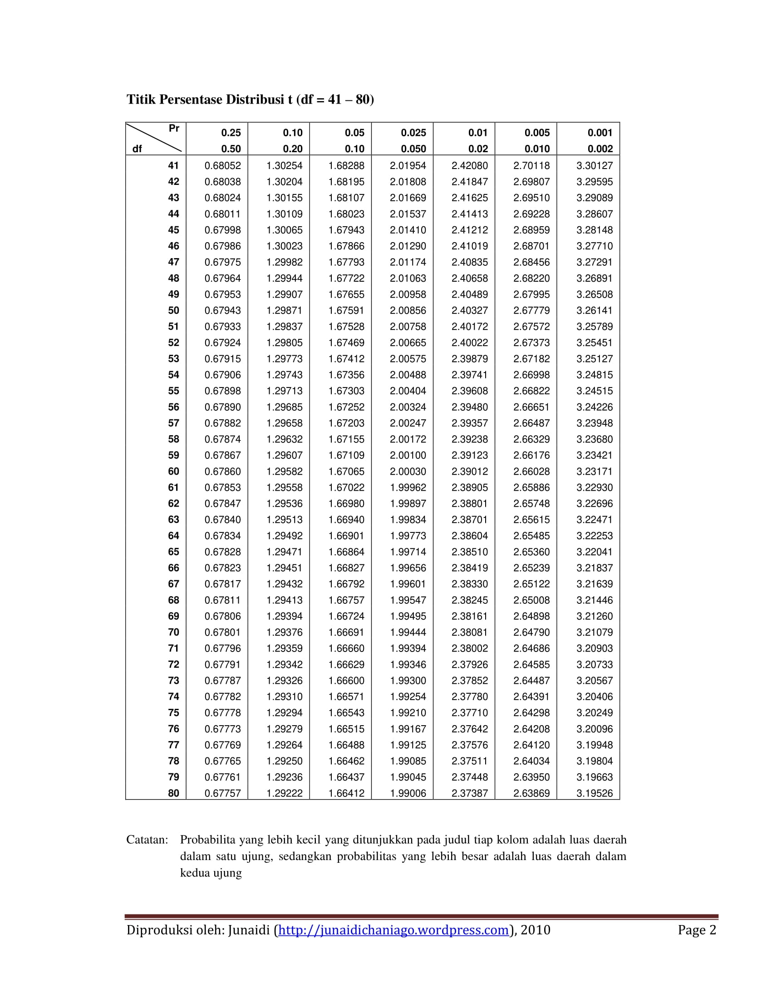 Titik Persentase Distribusi t (df = 41 – 80)
Pr 0.25 0.10 0.05 0.025 0.01 0.005 0.001
df 0.50 0.20 0.10 0.050 0.02 0.010 0.002
41 0.68052 1.30254 1.68288 2.01954 2.42080 2.70118 3.30127
42 0.68038 1.30204 1.68195 2.01808 2.41847 2.69807 3.29595
43 0.68024 1.30155 1.68107 2.01669 2.41625 2.69510 3.29089
44 0.68011 1.30109 1.68023 2.01537 2.41413 2.69228 3.28607
45 0.67998 1.30065 1.67943 2.01410 2.41212 2.68959 3.28148
46 0.67986 1.30023 1.67866 2.01290 2.41019 2.68701 3.27710
47 0.67975 1.29982 1.67793 2.01174 2.40835 2.68456 3.27291
48 0.67964 1.29944 1.67722 2.01063 2.40658 2.68220 3.26891
49 0.67953 1.29907 1.67655 2.00958 2.40489 2.67995 3.26508
50 0.67943 1.29871 1.67591 2.00856 2.40327 2.67779 3.26141
51 0.67933 1.29837 1.67528 2.00758 2.40172 2.67572 3.25789
52 0.67924 1.29805 1.67469 2.00665 2.40022 2.67373 3.25451
53 0.67915 1.29773 1.67412 2.00575 2.39879 2.67182 3.25127
54 0.67906 1.29743 1.67356 2.00488 2.39741 2.66998 3.24815
55 0.67898 1.29713 1.67303 2.00404 2.39608 2.66822 3.24515
56 0.67890 1.29685 1.67252 2.00324 2.39480 2.66651 3.24226
57 0.67882 1.29658 1.67203 2.00247 2.39357 2.66487 3.23948
58 0.67874 1.29632 1.67155 2.00172 2.39238 2.66329 3.23680
59 0.67867 1.29607 1.67109 2.00100 2.39123 2.66176 3.23421
60 0.67860 1.29582 1.67065 2.00030 2.39012 2.66028 3.23171
61 0.67853 1.29558 1.67022 1.99962 2.38905 2.65886 3.22930
62 0.67847 1.29536 1.66980 1.99897 2.38801 2.65748 3.22696
63 0.67840 1.29513 1.66940 1.99834 2.38701 2.65615 3.22471
64 0.67834 1.29492 1.66901 1.99773 2.38604 2.65485 3.22253
65 0.67828 1.29471 1.66864 1.99714 2.38510 2.65360 3.22041
66 0.67823 1.29451 1.66827 1.99656 2.38419 2.65239 3.21837
67 0.67817 1.29432 1.66792 1.99601 2.38330 2.65122 3.21639
68 0.67811 1.29413 1.66757 1.99547 2.38245 2.65008 3.21446
69 0.67806 1.29394 1.66724 1.99495 2.38161 2.64898 3.21260
70 0.67801 1.29376 1.66691 1.99444 2.38081 2.64790 3.21079
71 0.67796 1.29359 1.66660 1.99394 2.38002 2.64686 3.20903
72 0.67791 1.29342 1.66629 1.99346 2.37926 2.64585 3.20733
73 0.67787 1.29326 1.66600 1.99300 2.37852 2.64487 3.20567
74 0.67782 1.29310 1.66571 1.99254 2.37780 2.64391 3.20406
75 0.67778 1.29294 1.66543 1.99210 2.37710 2.64298 3.20249
76 0.67773 1.29279 1.66515 1.99167 2.37642 2.64208 3.20096
77 0.67769 1.29264 1.66488 1.99125 2.37576 2.64120 3.19948
78 0.67765 1.29250 1.66462 1.99085 2.37511 2.64034 3.19804
79 0.67761 1.29236 1.66437 1.99045 2.37448 2.63950 3.19663
80 0.67757 1.29222 1.66412 1.99006 2.37387 2.63869 3.19526
Catatan: Probabilita yang lebih kecil yang ditunjukkan pada judul tiap kolom adalah luas daerah
dalam satu ujung, sedangkan probabilitas yang lebih besar adalah luas daerah dalam
kedua ujung
Diproduksi oleh: Junaidi (http://junaidichaniago.wordpress.com), 2010 Page 2